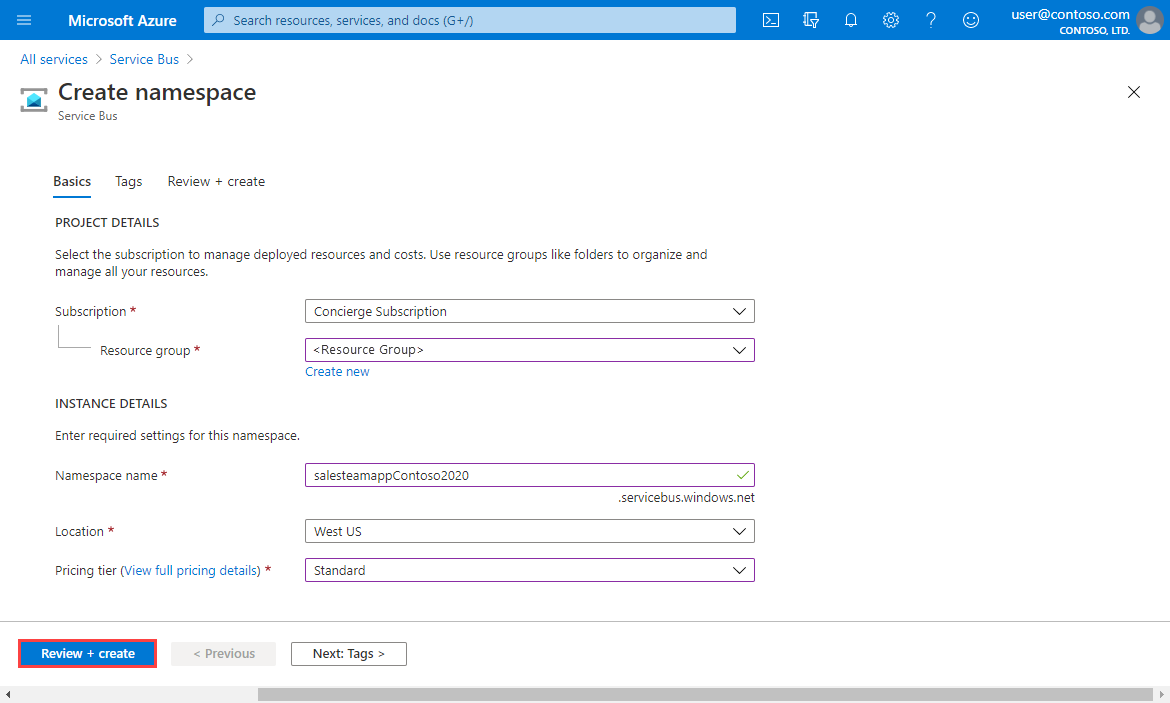 Microsoft Azure
Search resources, services, and docs (G+/)
user@contoso.com
CONTOSO, LTD.
All services > Service Bus >
Create namespace
Service Bus
Basics Tags Review + create
PROJECT DETAILS
Select the subscription to manage deployed resources and costs. Use resource groups like folders to organize and
manage all your resources.
Subscription * Concierge Subscription
Resource group * <Resource Group>
Create new
INSTANCE DETAILS
Enter required settings for this namespace.
Namespace name * salesteamappContoso2020
.servicebus.windows.net
Location * West US
Pricing tier (View full pricing details) * Standard
Review + create < Previous Next: Tags >